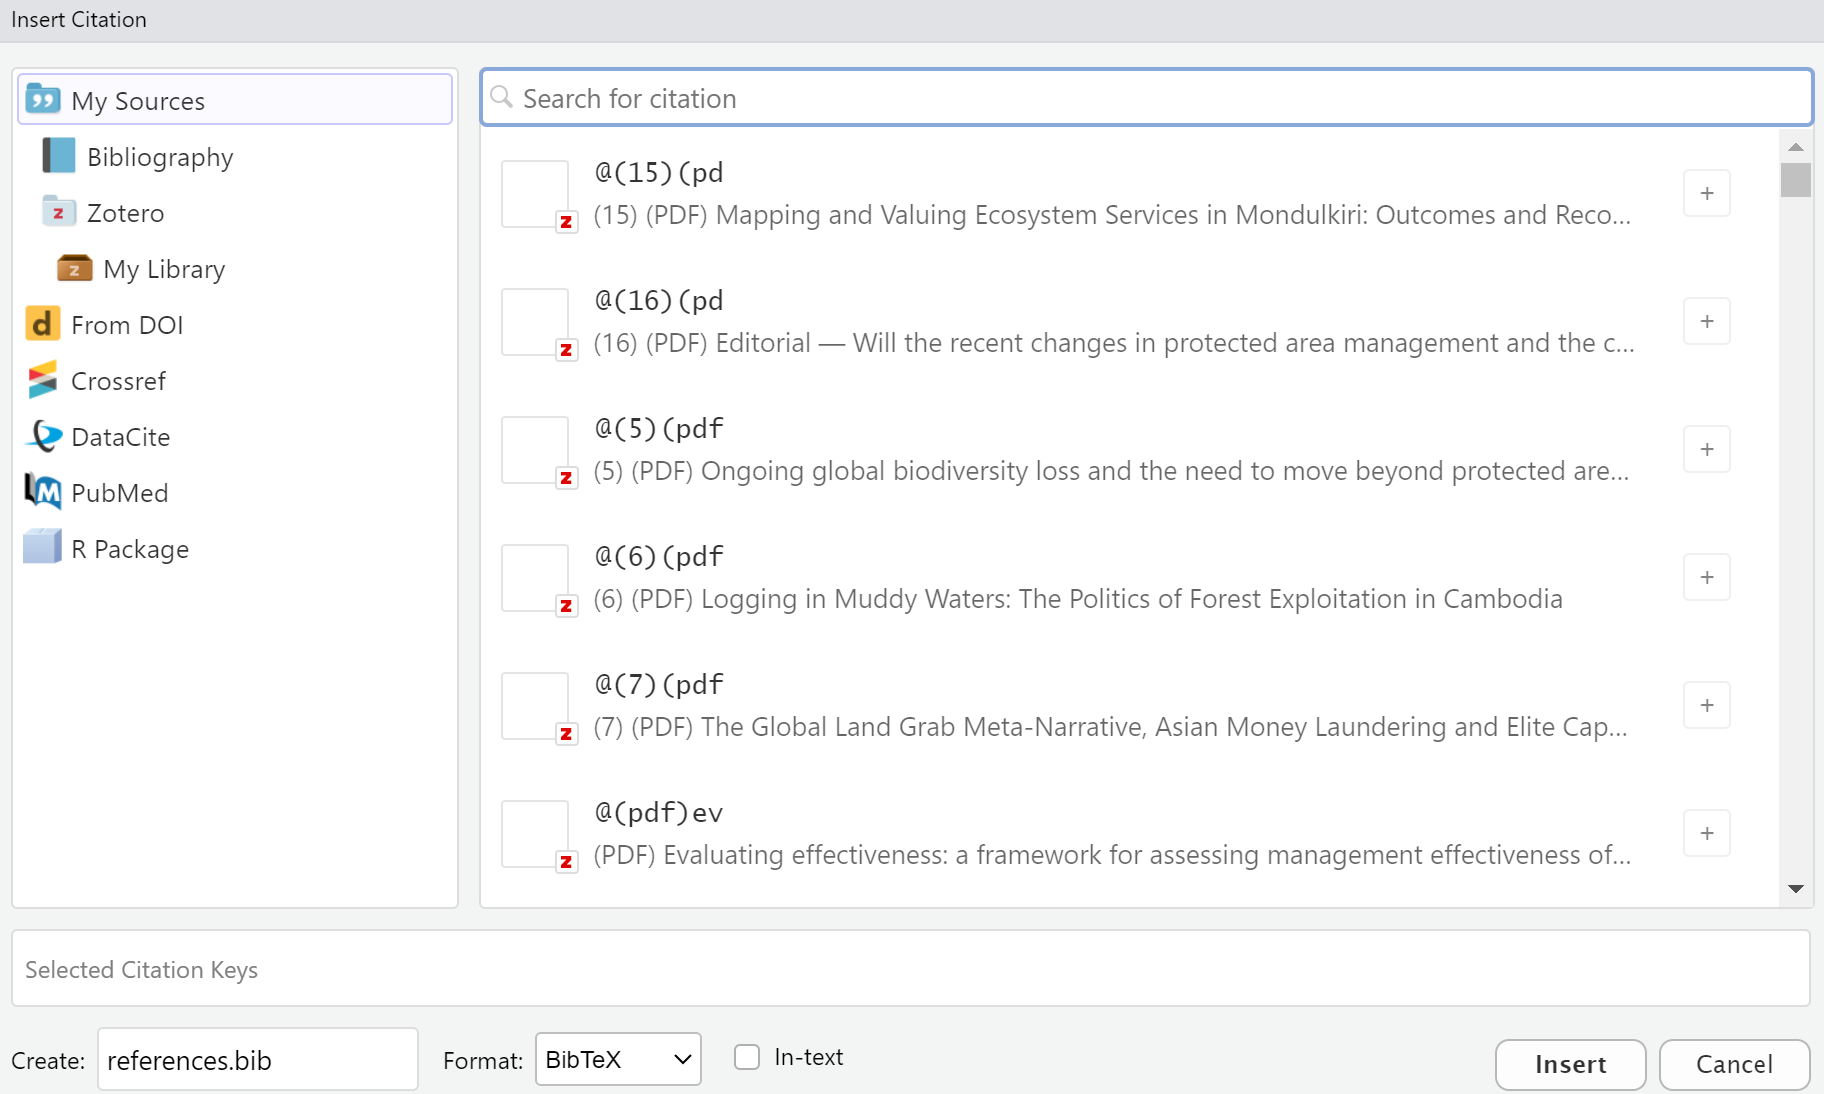 Insert Citation
My Sources
Bibliography
Zotero
My Library
From DOI
Crossref
DataCite
PubMed
R Package
Search for citation
@(15)(pd
(15) (PDF) Mapping and Valuing Ecosystem Services in Mondulkiri: Outcomes and Reco...
@(16)(pd
(16) (PDF) Editorial — Will the recent changes in protected area management and the c...
@(5)(pdf
(5) (PDF) Ongoing global biodiversity loss and the need to move beyond protected are...
@(6)(pdf
(6) (PDF) Logging in Muddy Waters: The Politics of Forest Exploitation in Cambodia
@(7)(pdf
(7) (PDF) The Global Land Grab Meta-Narrative, Asian Money Laundering and Elite Cap...
@(pdf)ev
(PDF) Evaluating effectiveness: a framework for assessing management effectiveness of...
Selected Citation Keys
Create: references.bib Format: BibTeX In-text Insert Cancel